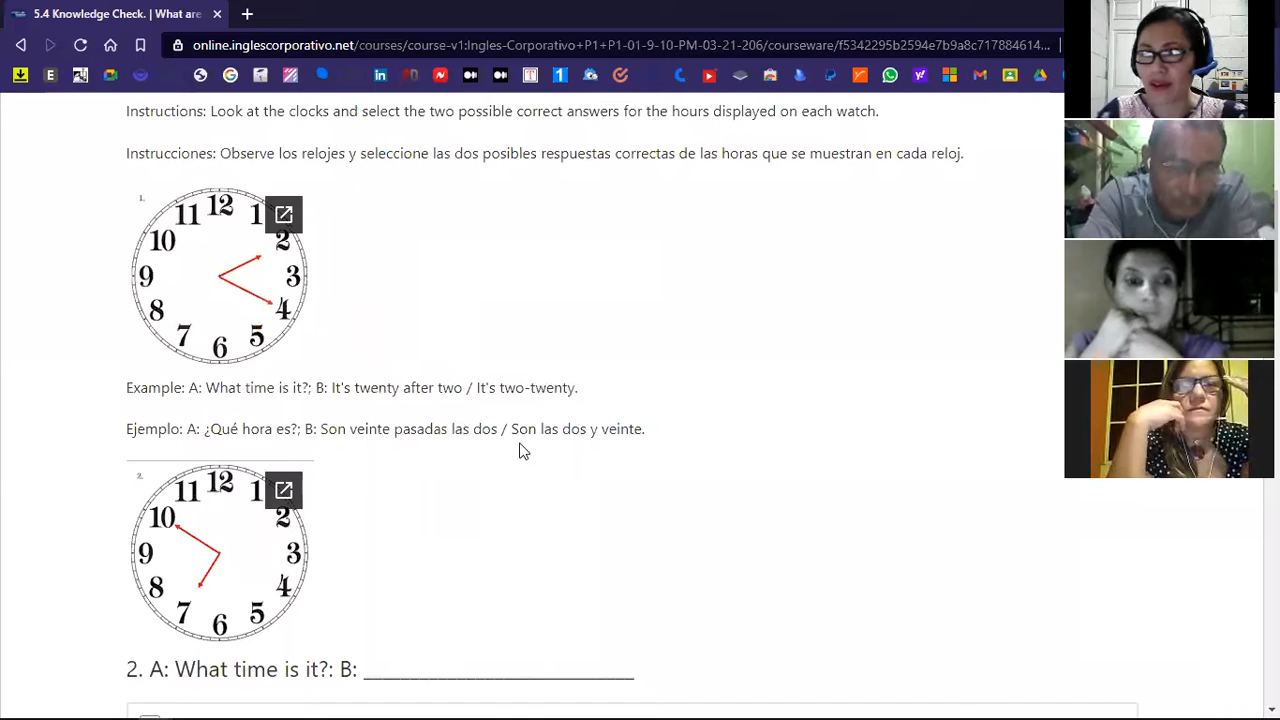 5.4 Knowledge Check. | What are
online.inglescorporativo.net/courses/course-v1:Ingles-Corporativo+P1+P1-01-9-10-PM-03-21-206/courseware/f5342295b2594e7b9a8c717884614...
Instructions: Look at the clocks and select the two possible correct answers for the hours displayed on each watch.
Instrucciones: Observe los relojes y seleccione las dos posibles respuestas correctas de las horas que se muestran en cada reloj.
1.
12
11 1
10 2
9 3
8 4
7 5
6
Example: A: What time is it?; B: It's twenty after two / It's two-twenty.
Ejemplo: A: ¿Qué hora es?; B: Son veinte pasadas las dos / Son las dos y veinte.
2.
12
11 1
10 2
9 3
8 4
7 5
6
2. A: What time is it?: B: ____________________________